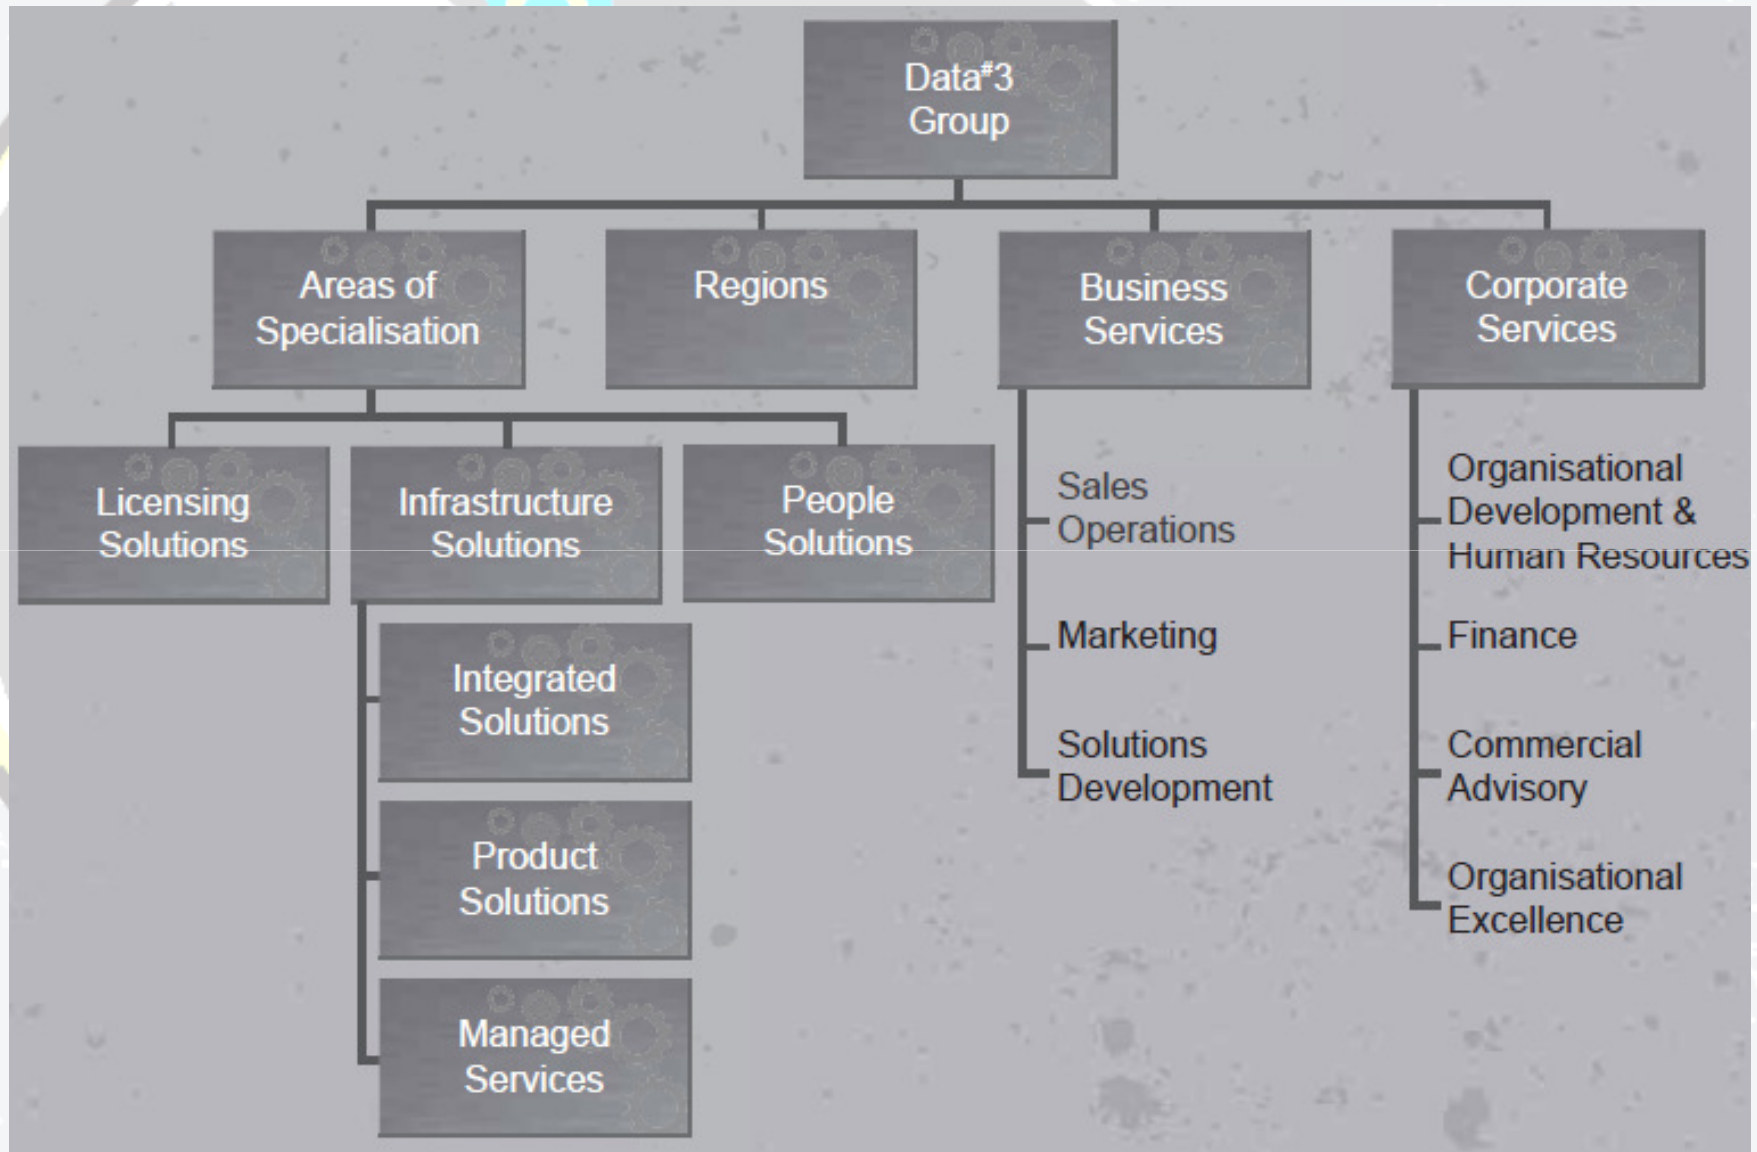 Data#3
Group
Areas of
Specialisation
Regions
Business
Services
Corporate
Services
Licensing
Solutions
Infrastructure
Solutions
People
Solutions
Integrated
Solutions
Product
Solutions
Managed
Services
Sales
Operations
Marketing
Solutions
Development
Organisational
Development &
Human Resources
Finance
Commercial
Advisory
Organisational
Excellence